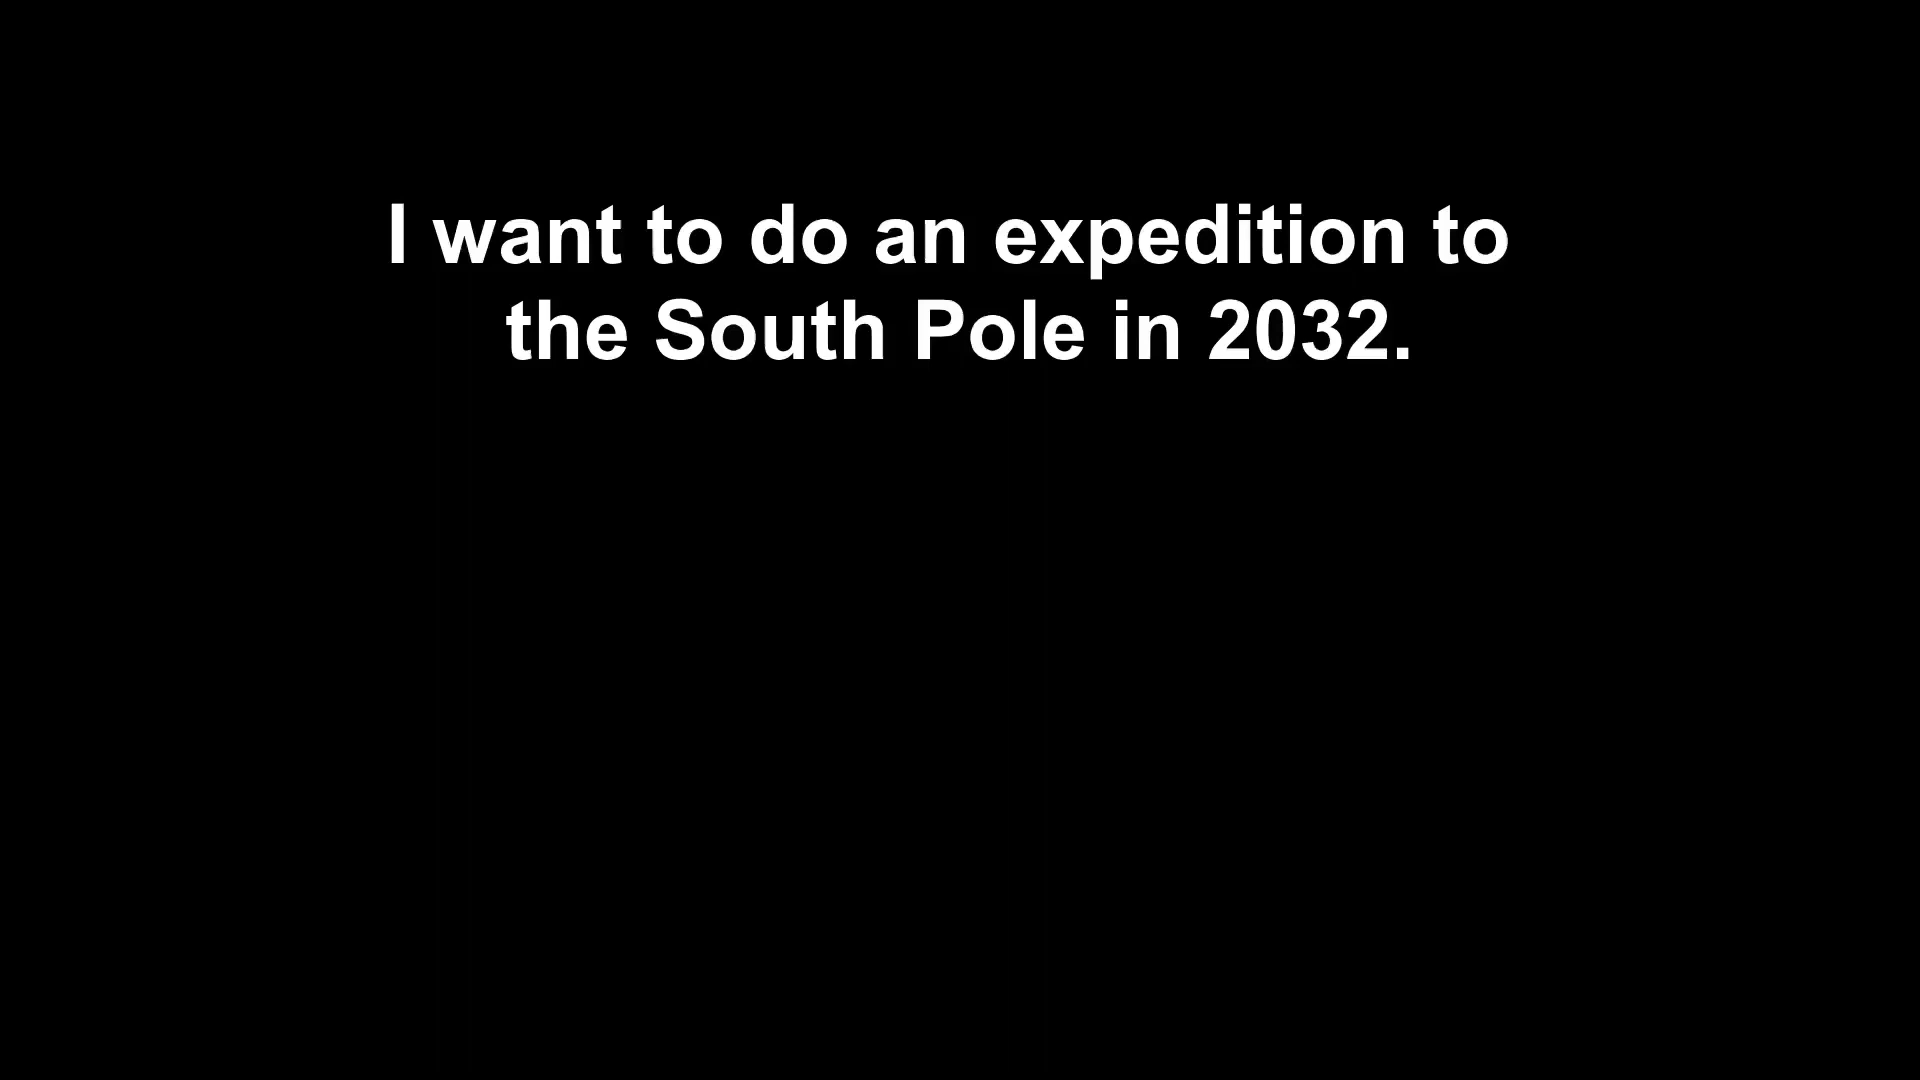 I want to do an expedition to
the South Pole in 2032.